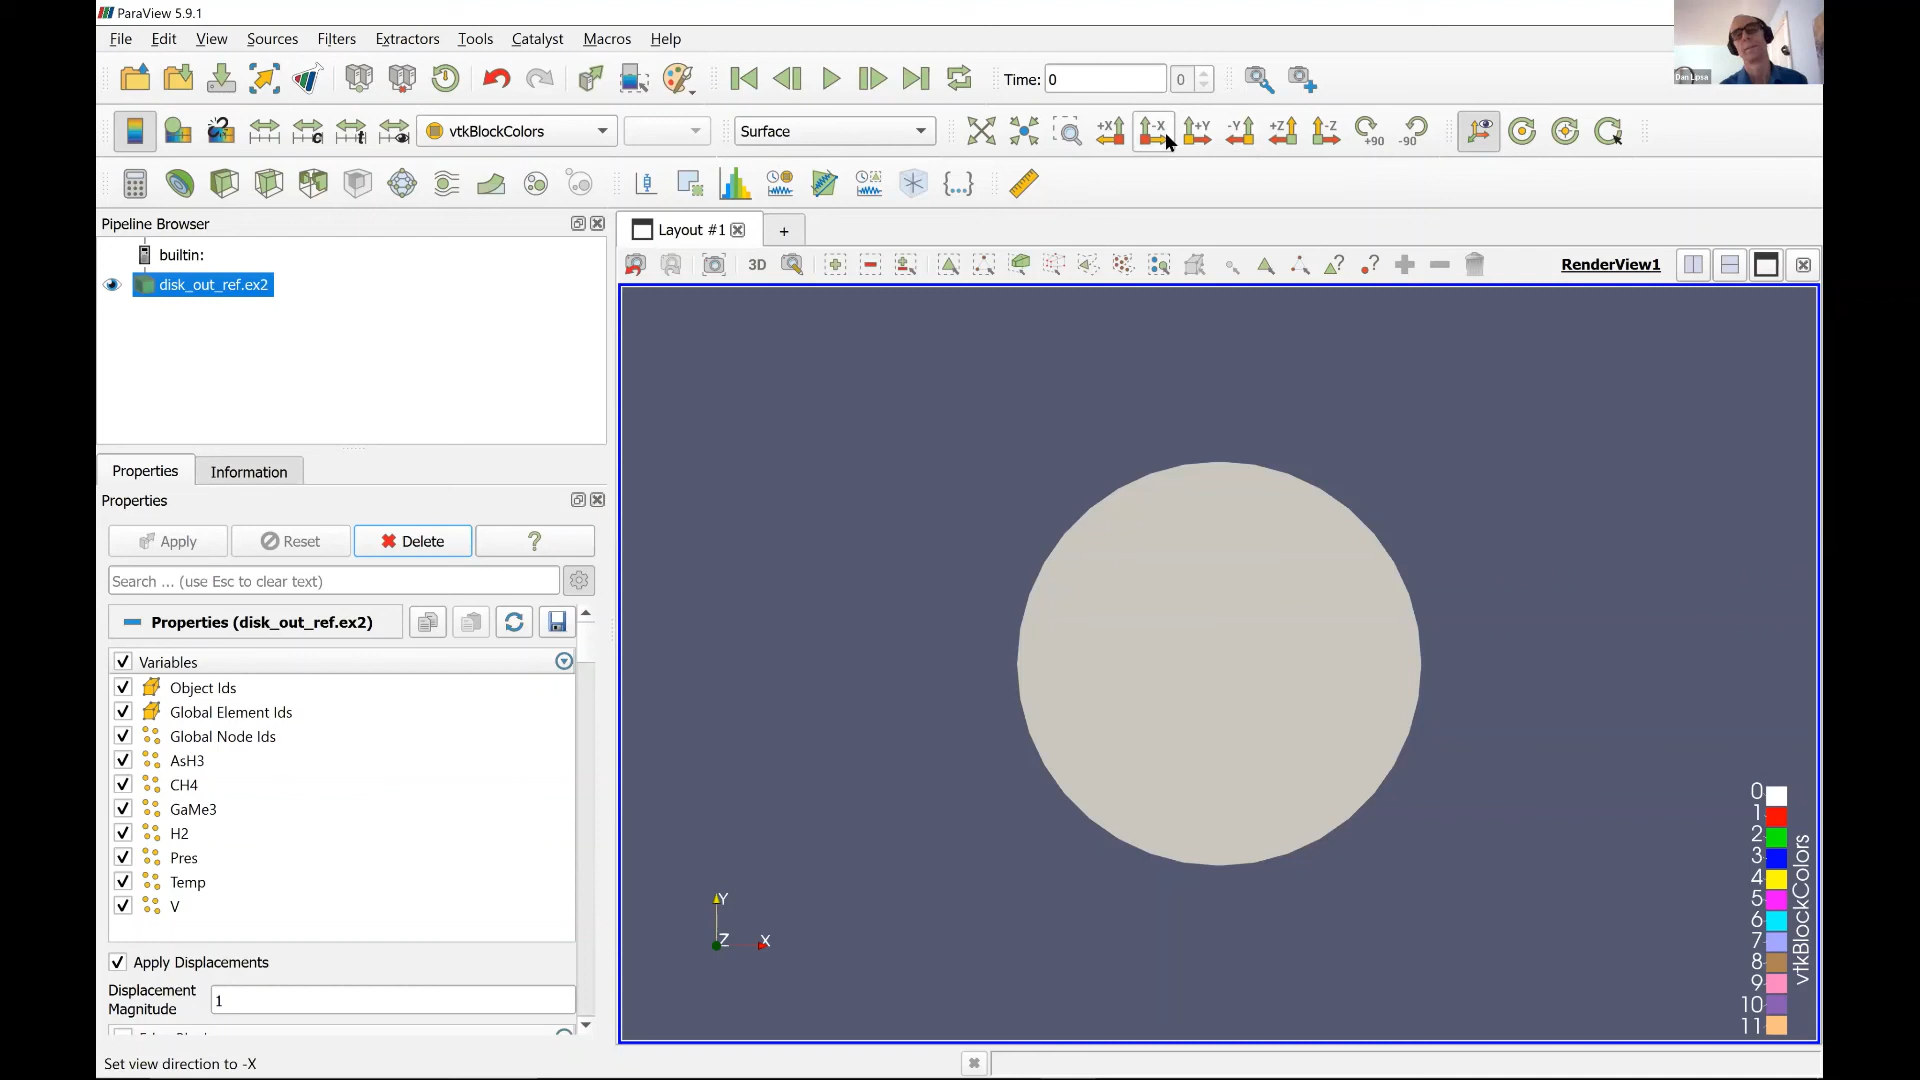 ParaView 5.9.1
File Edit View Sources Filters Extractors Tools Catalyst Macros Help
Time: 0 0
Dan Lipsa
vtkBlockColors Surface +X -X +Y -Y +Z -Z +90 -90
Pipeline Browser
Layout #1 +
builtin:
3D RenderView1
disk_out_ref.ex2
Properties Information
Properties
Apply Reset Delete ?
Search ... (use Esc to clear text)
Properties (disk_out_ref.ex2)
Variables
Object Ids
Global Element Ids
Global Node Ids
AsH3
CH4
GaMe3
H2
Pres
Temp
V
Apply Displacements
Displacement
Magnitude 1
Y
Z X
0
1
2
3
4
5
6
7
8
9
10
11
vtkBlockColors
Set view direction to -X